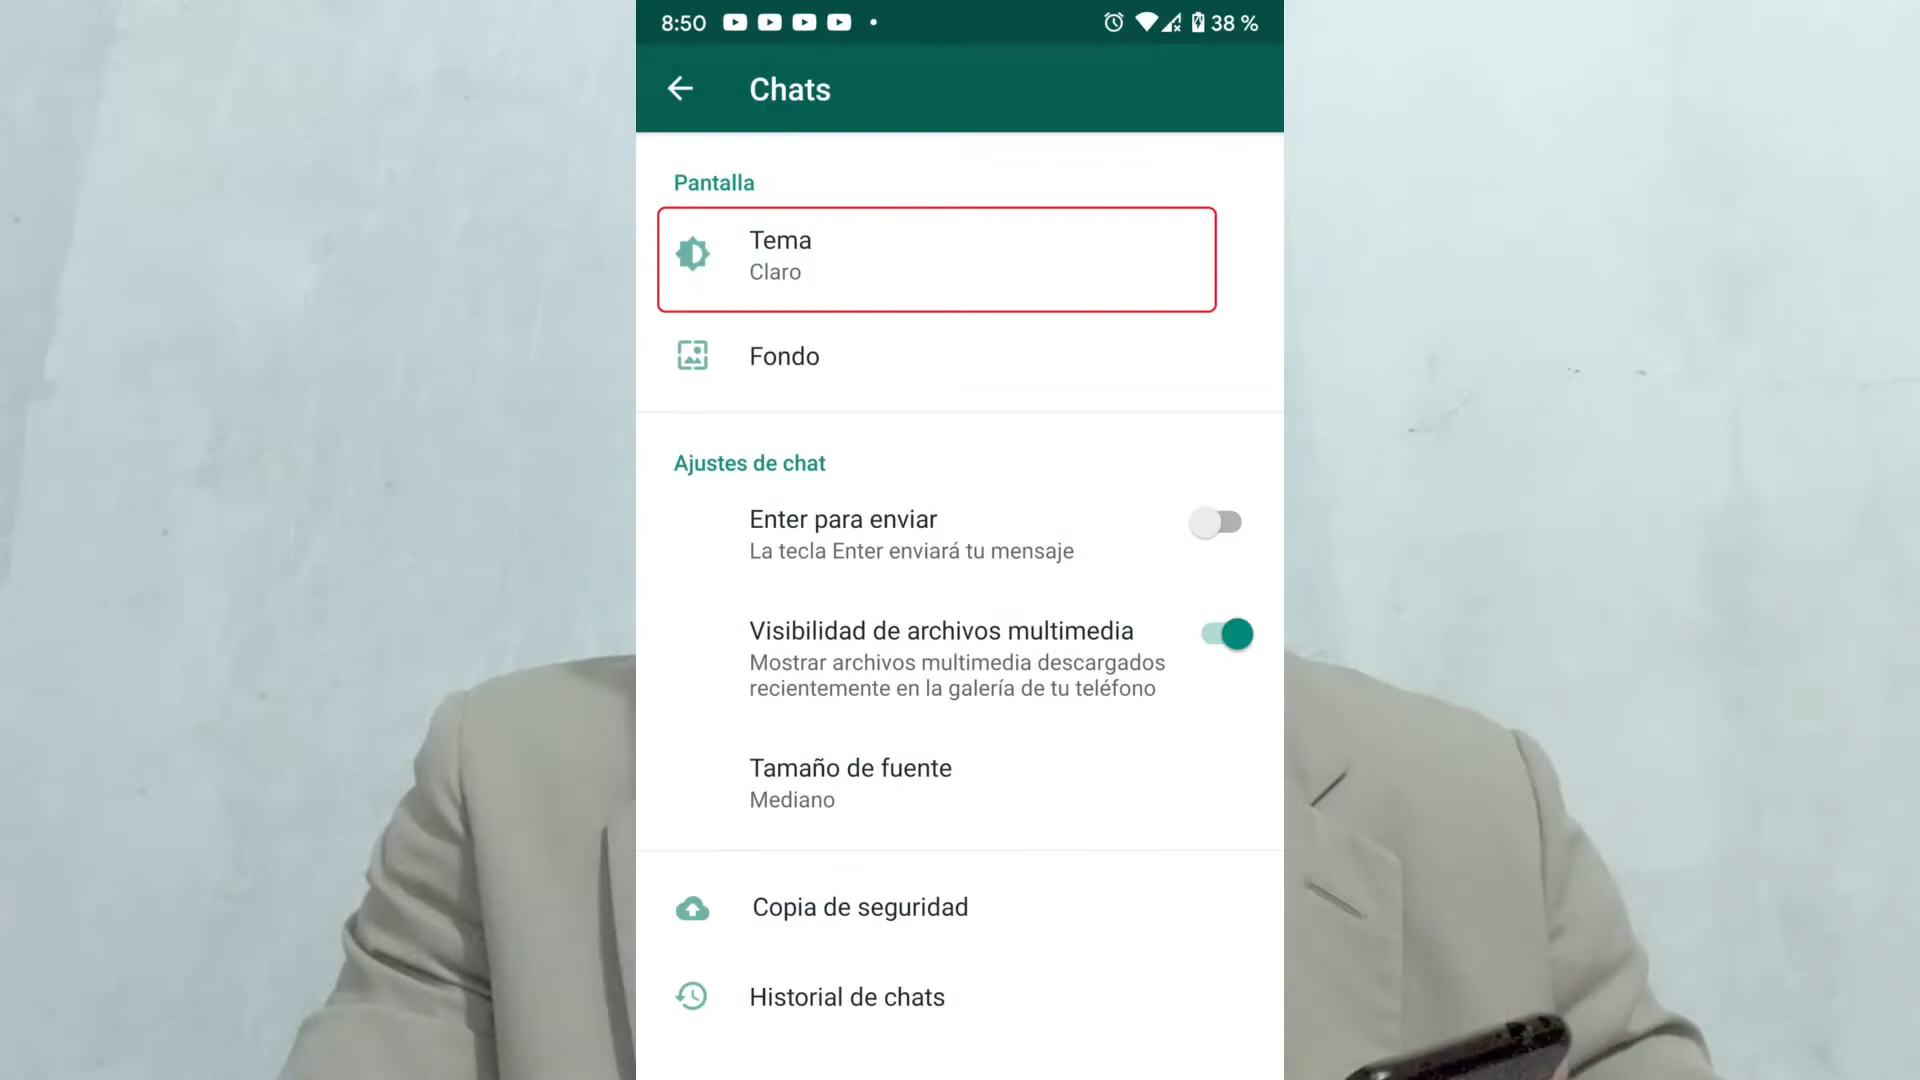 8:50
38 %
Chats
Pantalla
Tema
Claro
Fondo
Ajustes de chat
Enter para enviar
La tecla Enter enviará tu mensaje
Visibilidad de archivos multimedia
Mostrar archivos multimedia descargados
recientemente en la galería de tu teléfono
Tamaño de fuente
Mediano
Copia de seguridad
Historial de chats